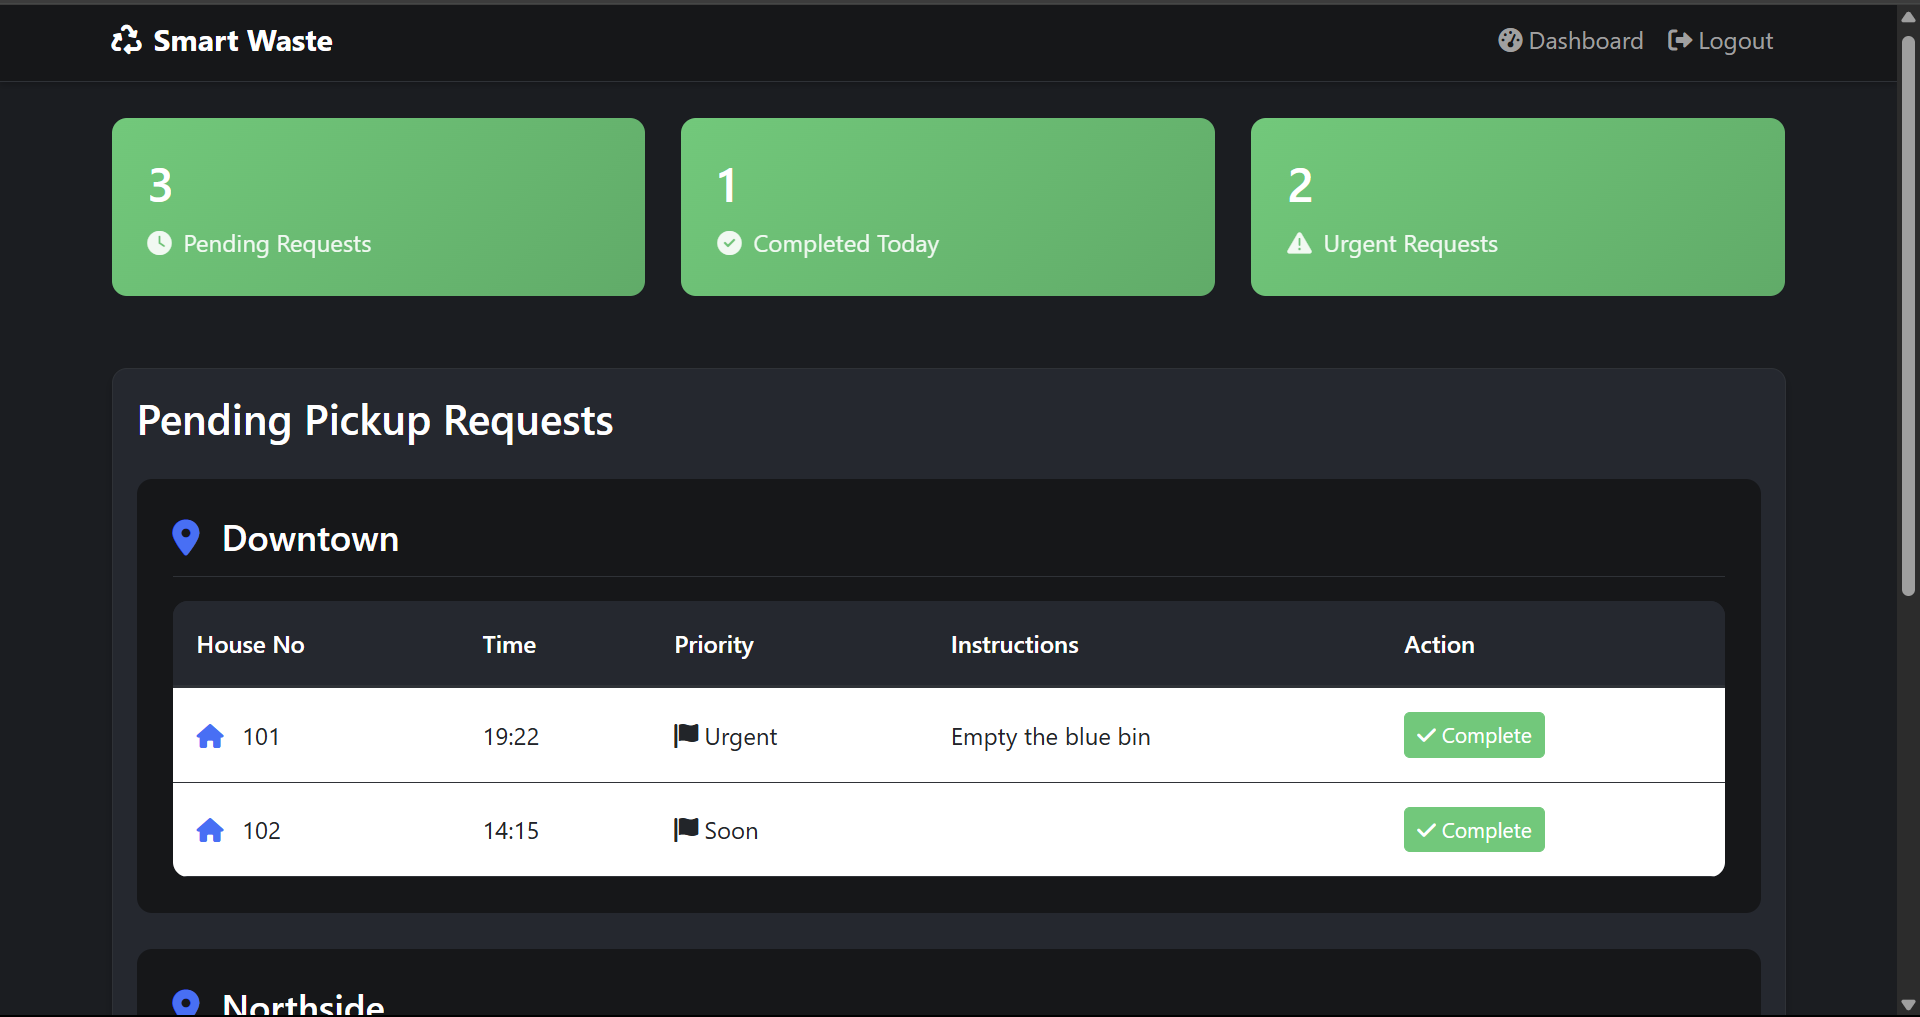 Smart Waste
Dashboard Logout
3
Pending Requests
1
Completed Today
2
Urgent Requests
Pending Pickup Requests
Downtown
House No Time Priority Instructions Action
101 19:22 Urgent Empty the blue bin Complete
102 14:15 Soon Complete
Northside